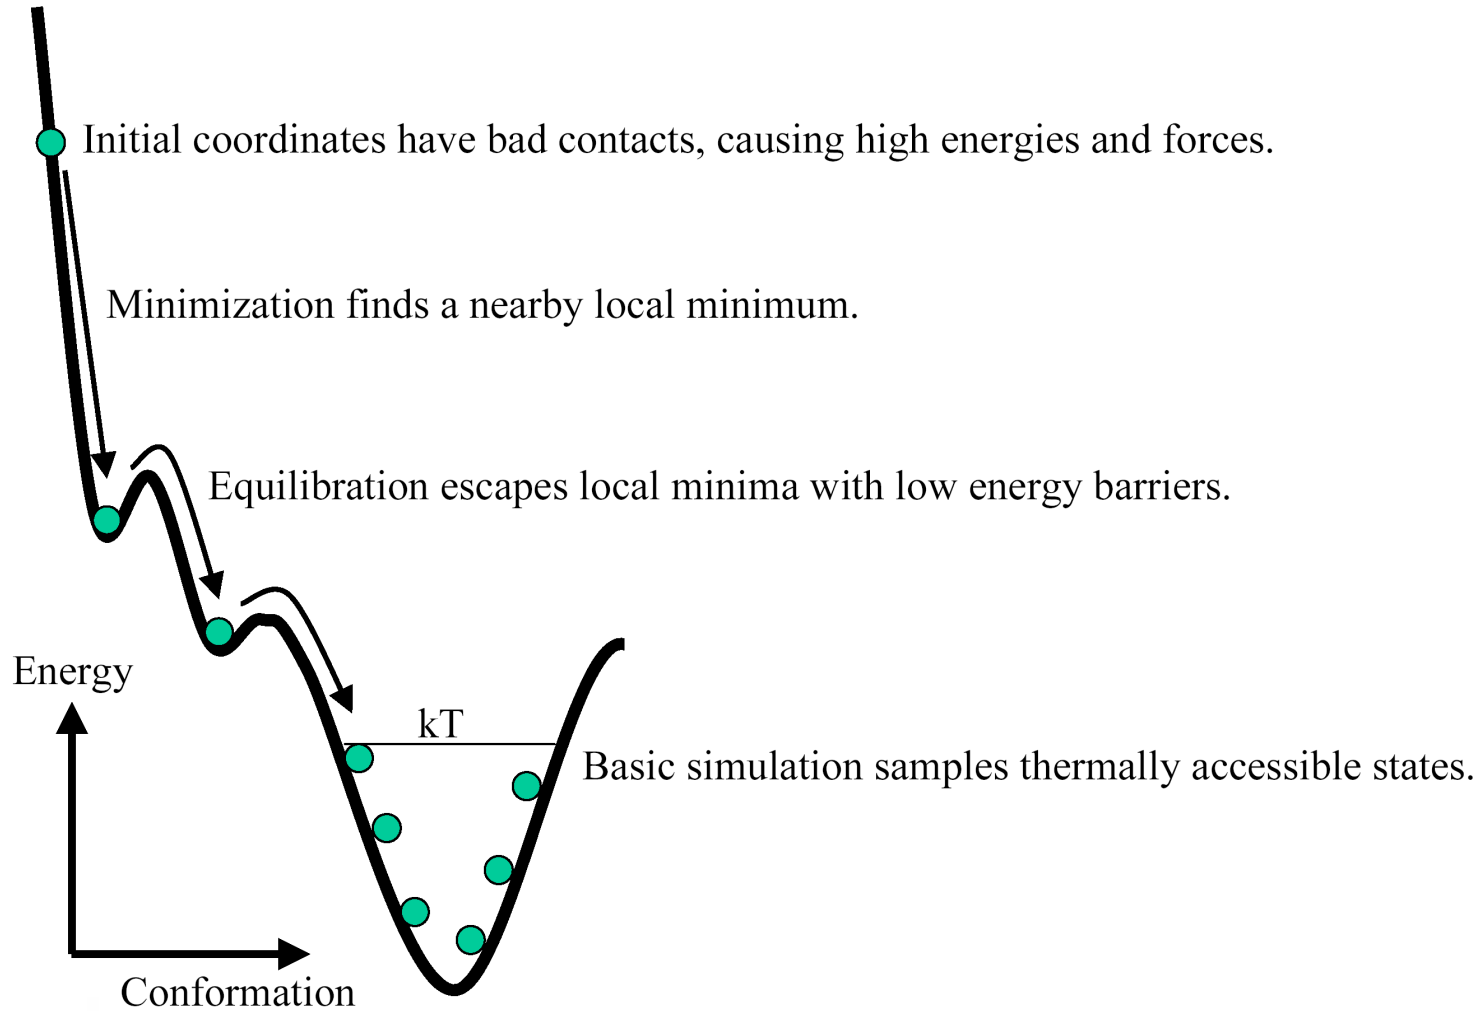 Initial coordinates have bad contacts, causing high energies and forces.
Minimization finds a nearby local minimum.
Equilibration escapes local minima with low energy barriers.
Energy
kT
Basic simulation samples thermally accessible states.
Conformation